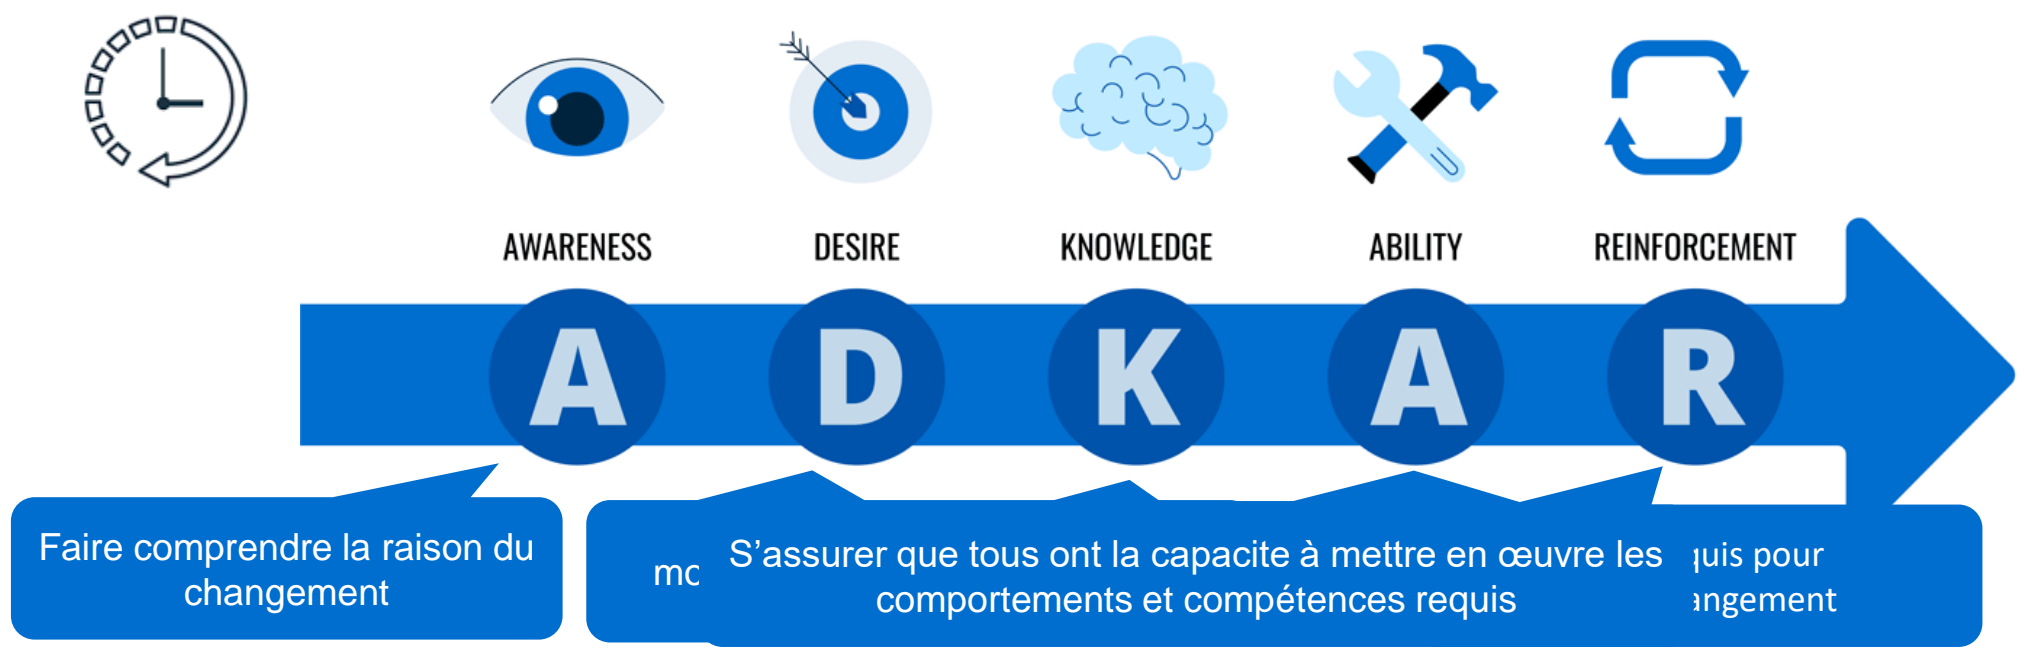 AWARENESS
DESIRE
KNOWLEDGE
ABILITY
REINFORCEMENT
A
D
K
A
R
Faire comprendre la raison du
changement
S’assurer que tous ont la capacite à mettre en œuvre les
comportements et compétences requis
pour